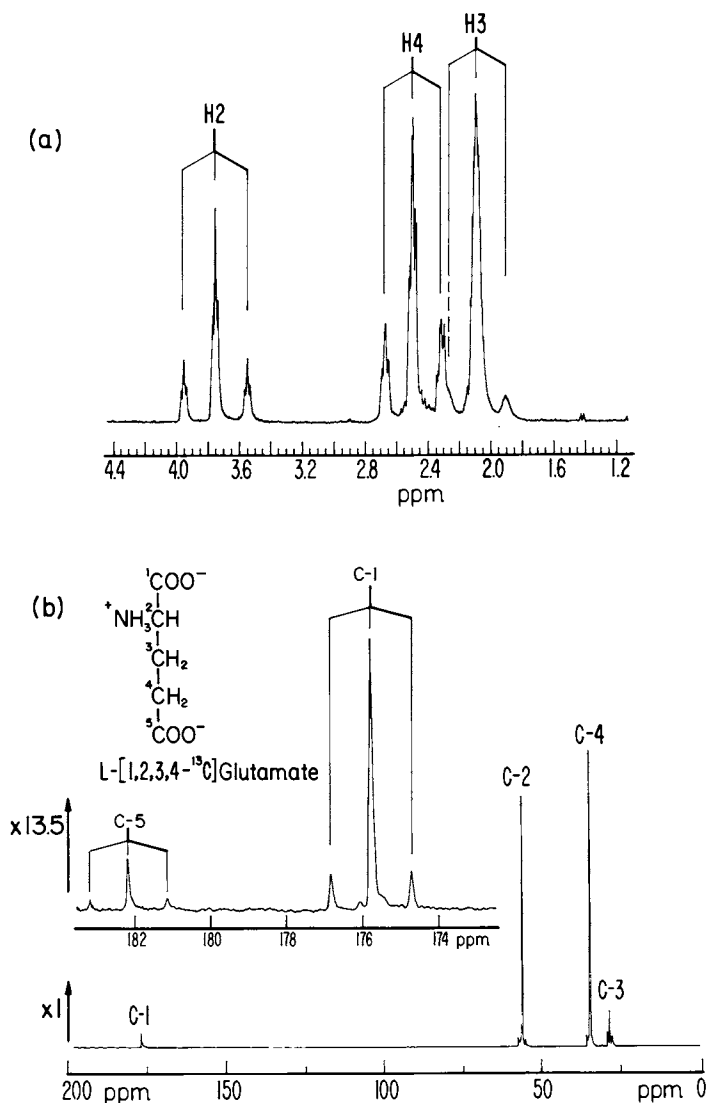 (a)
H2
H4
H3
4.4 4.0 3.6 3.2 2.8 2.4 2.0 1.6 1.2
ppm
(b)
¹COO⁻
⁺NH₃²CH
³CH₂
⁴CH₂
⁵COO⁻
L-[1,2,3,4-¹³C]Glutamate
C-1
C-5
x13.5
182 180 178 176 174 ppm
C-2
C-4
C-3
C-1
x1
200 ppm 150 100 50 ppm 0